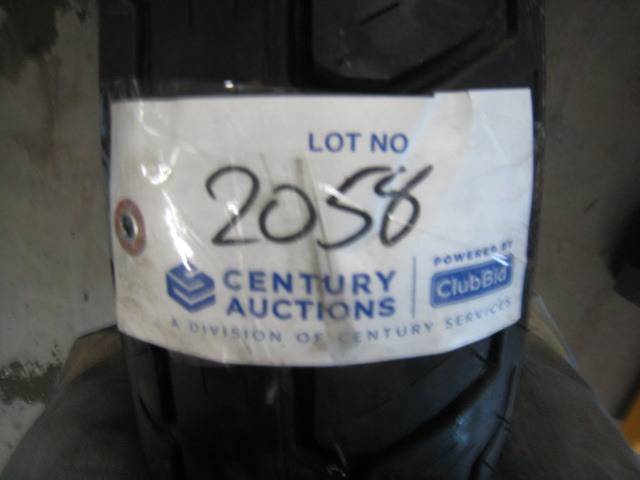 LOT NO
2058
CENTURY AUCTIONS
POWERED BY
ClubBid
A DIVISION OF CENTURY SERVICES